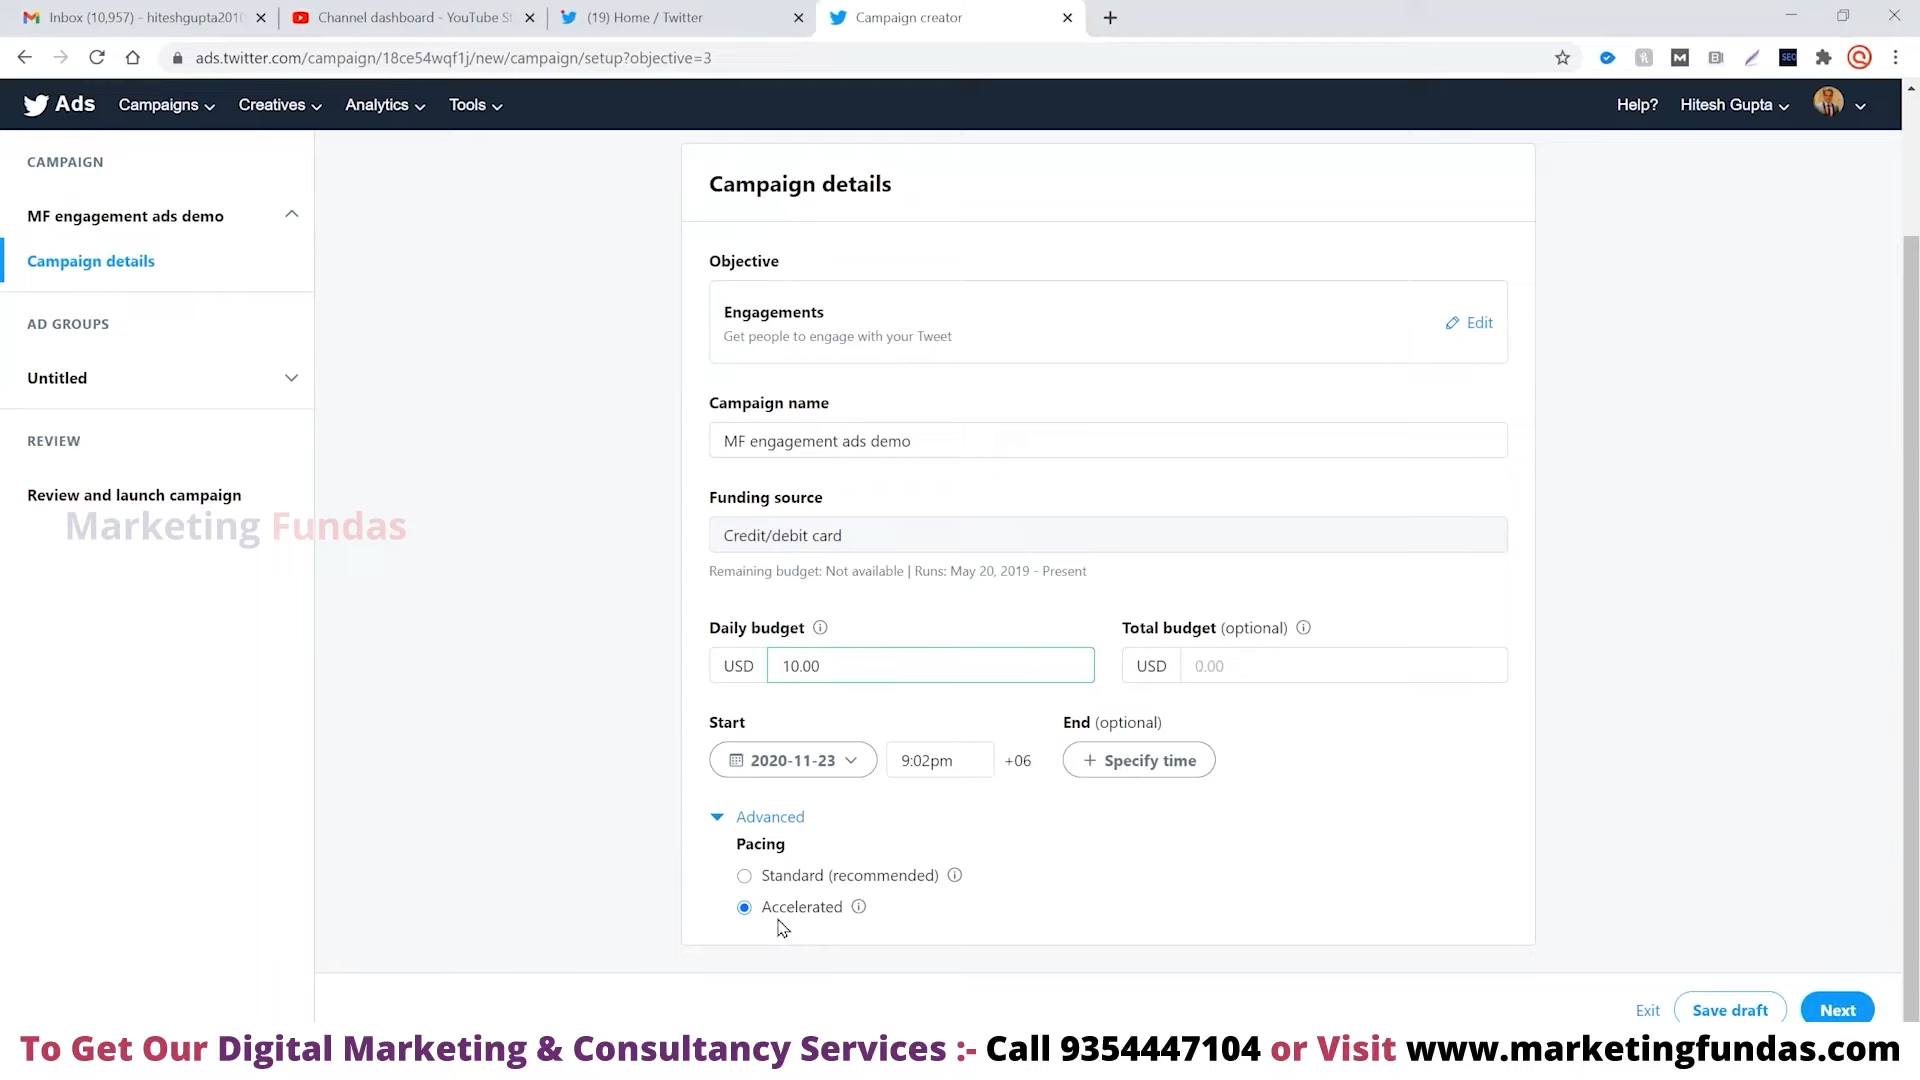 Inbox (10,957) - hiteshgupta2010
Channel dashboard - YouTube St
(19) Home / Twitter
Campaign creator
ads.twitter.com/campaign/18ce54wqf1j/new/campaign/setup?objective=3
Ads
Campaigns
Creatives
Analytics
Tools
Help?
Hitesh Gupta
CAMPAIGN
MF engagement ads demo
Campaign details
AD GROUPS
Untitled
REVIEW
Review and launch campaign
Marketing Fundas
Campaign details
Objective
Engagements
Get people to engage with your Tweet
Edit
Campaign name
MF engagement ads demo
Funding source
Credit/debit card
Remaining budget: Not available | Runs: May 20, 2019 - Present
Daily budget
Total budget (optional)
USD 10.00
USD 0.00
Start
End (optional)
2020-11-23
9:02pm
+06
+ Specify time
Advanced
Pacing
Standard (recommended)
Accelerated
Exit
Save draft
Next
To Get Our Digital Marketing & Consultancy Services :- Call 9354447104 or Visit www.marketingfundas.com